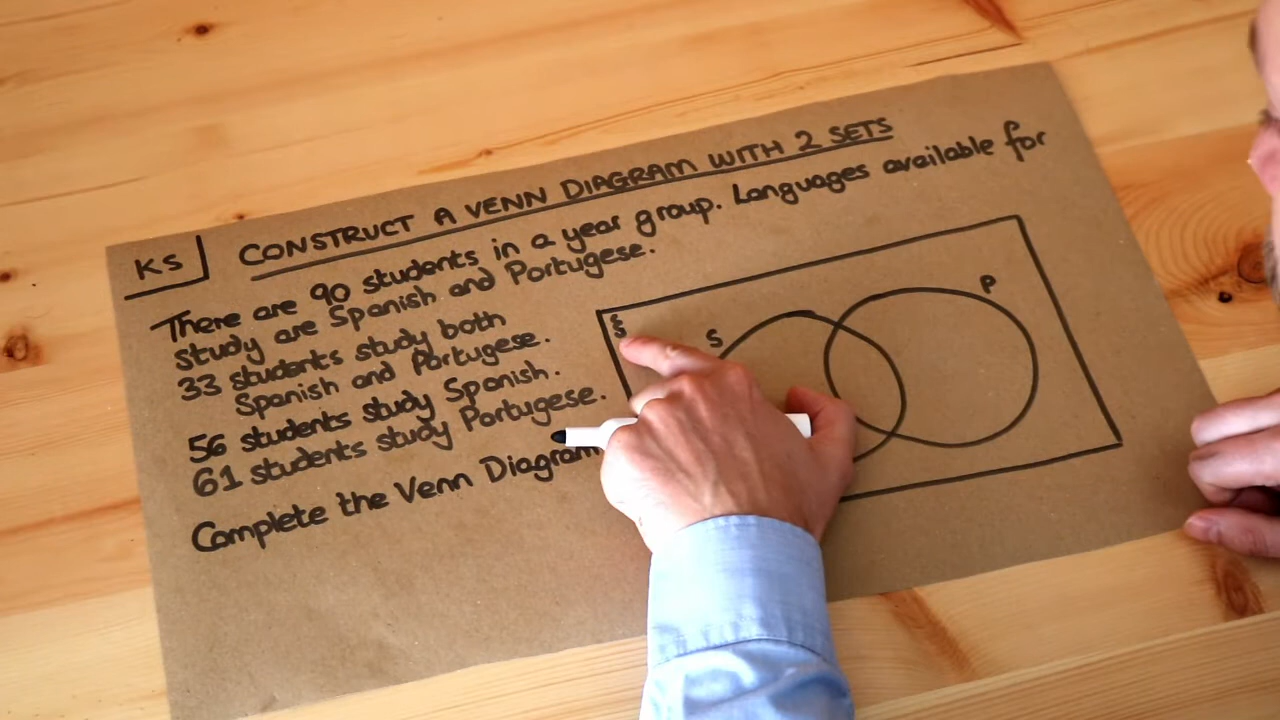 KS
CONSTRUCT A VENN DIAGRAM WITH 2 SETS
There are 90 students in a year group. Languages available for
study are Spanish and Portugese.
33 students study both
Spanish and Portugese.
56 students study Spanish.
61 students study Portugese.
Complete the Venn Diagram
ξ
S
P